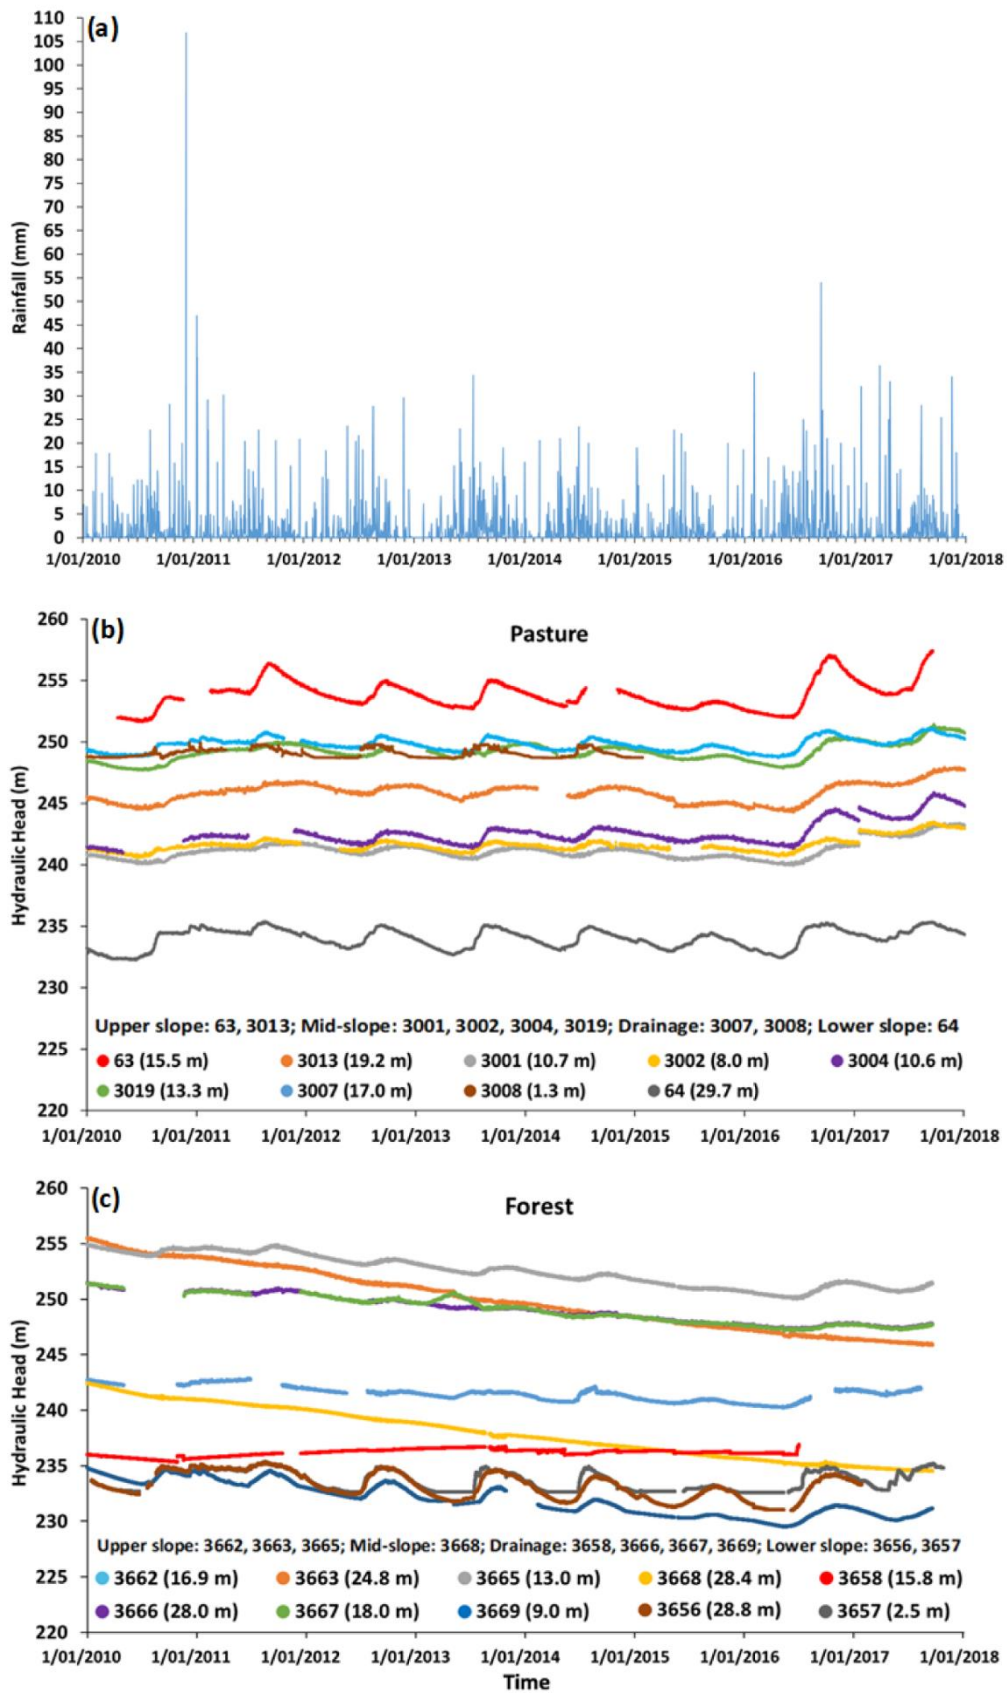 (a)
110
105
100
95
90
85
80
75
70
65
60
55
50
45
40
35
30
25
20
15
10
5
0
Rainfall (mm)
1/01/2010 1/01/2011 1/01/2012 1/01/2013 1/01/2014 1/01/2015 1/01/2016 1/01/2017 1/01/2018
(b)
Pasture
260
255
250
245
240
235
230
225
220
Hydraulic Head (m)
Upper slope: 63, 3013; Mid-slope: 3001, 3002, 3004, 3019; Drainage: 3007, 3008; Lower slope: 64
63 (15.5 m) 3013 (19.2 m) 3001 (10.7 m) 3002 (8.0 m) 3004 (10.6 m)
3019 (13.3 m) 3007 (17.0 m) 3008 (1.3 m) 64 (29.7 m)
1/01/2010 1/01/2011 1/01/2012 1/01/2013 1/01/2014 1/01/2015 1/01/2016 1/01/2017 1/01/2018
(c)
Forest
260
255
250
245
240
235
230
225
220
Hydraulic Head (m)
Upper slope: 3662, 3663, 3665; Mid-slope: 3668; Drainage: 3658, 3666, 3667, 3669; Lower slope: 3656, 3657
3662 (16.9 m) 3663 (24.8 m) 3665 (13.0 m) 3668 (28.4 m) 3658 (15.8 m)
3666 (28.0 m) 3667 (18.0 m) 3669 (9.0 m) 3656 (28.8 m) 3657 (2.5 m)
1/01/2010 1/01/2011 1/01/2012 1/01/2013 1/01/2014 1/01/2015 1/01/2016 1/01/2017 1/01/2018
Time